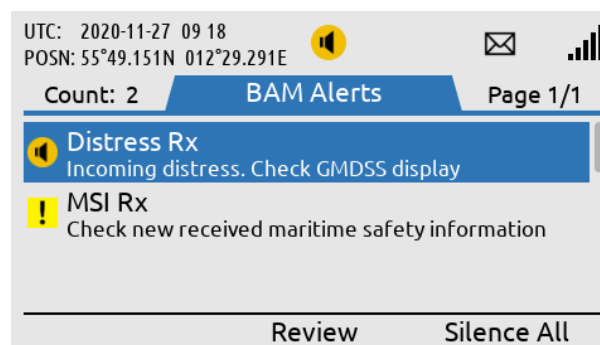 UTC: 2020-11-27 09 18
POSN: 55°49.151N 012°29.291E
Count: 2 BAM Alerts Page 1/1
Distress Rx
Incoming distress. Check GMDSS display
! MSI Rx
Check new received maritime safety information
Review Silence All